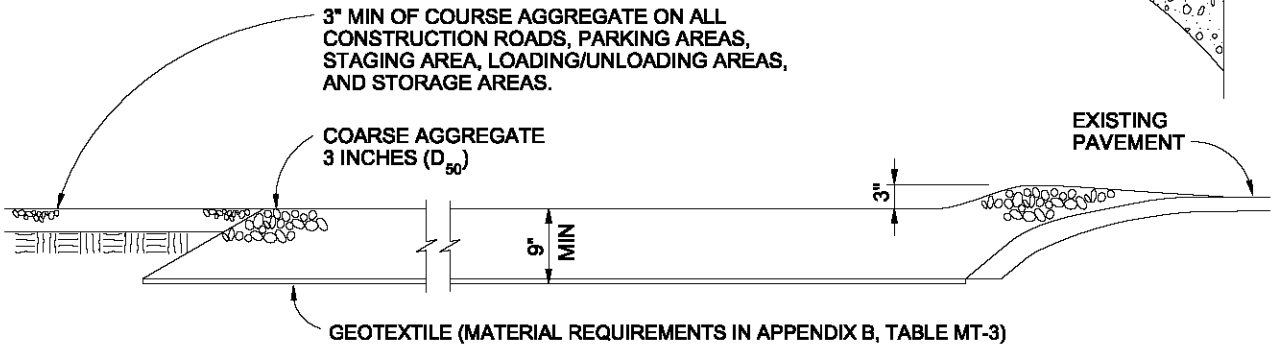 3" MIN OF COURSE AGGREGATE ON ALL
CONSTRUCTION ROADS, PARKING AREAS,
STAGING AREA, LOADING/UNLOADING AREAS,
AND STORAGE AREAS.
COARSE AGGREGATE
3 INCHES (D50)
EXISTING
PAVEMENT
3"
9"
MIN
GEOTEXTILE (MATERIAL REQUIREMENTS IN APPENDIX B, TABLE MT-3)